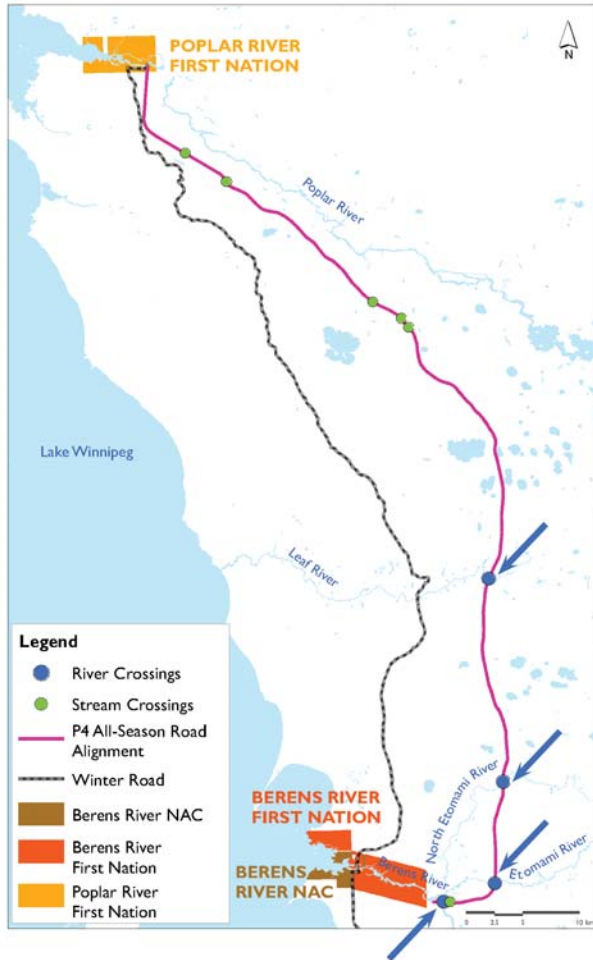 POPLAR RIVER
FIRST NATION
N
Poplar River
Lake Winnipeg
Leaf River
Legend
River Crossings
Stream Crossings
P4 All-Season Road
Alignment
Winter Road
Berens River NAC
Berens River
First Nation
Poplar River
First Nation
BERENS RIVER
FIRST NATION
BERENS
RIVER NAC
Berens River
North Etomami River
Etomami River
0 2.5 5 10 km